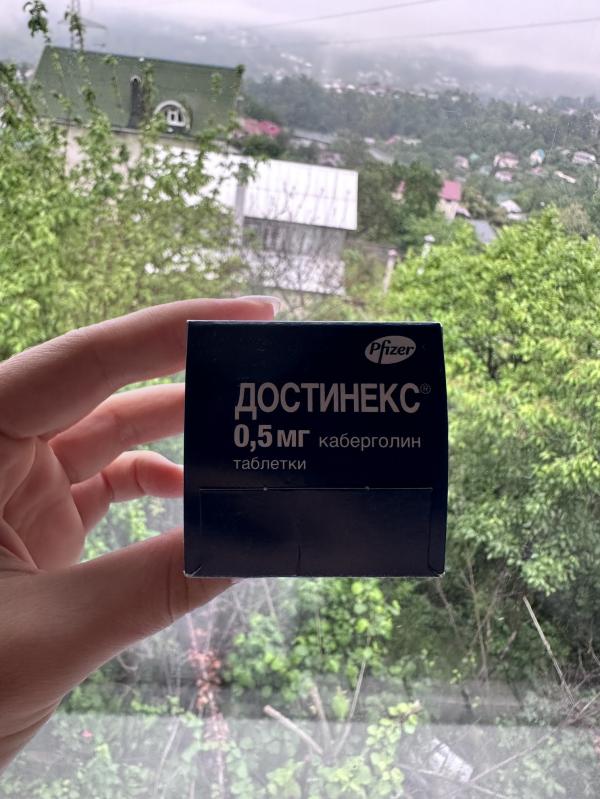 Pfizer
ДОСТИНЕКС®
0,5 мг каберголин
таблетки